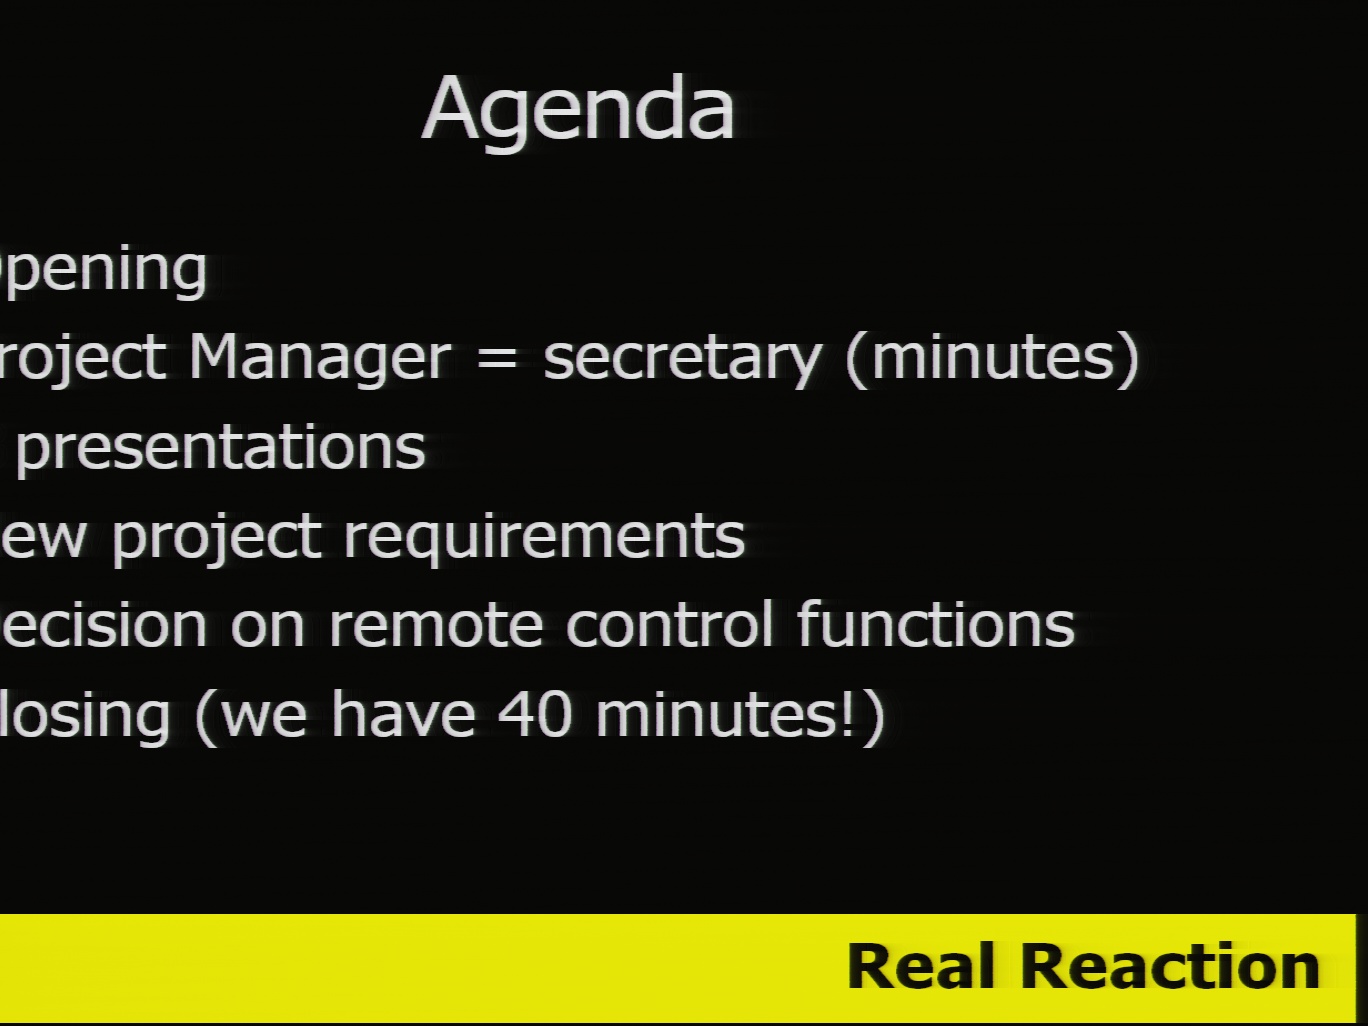 Agenda
Opening
roject Manager = secretary (minutes)
presentations
ew project requirements
ecision on remote control functions
losing (we have 40 minutes!)
Real Reaction